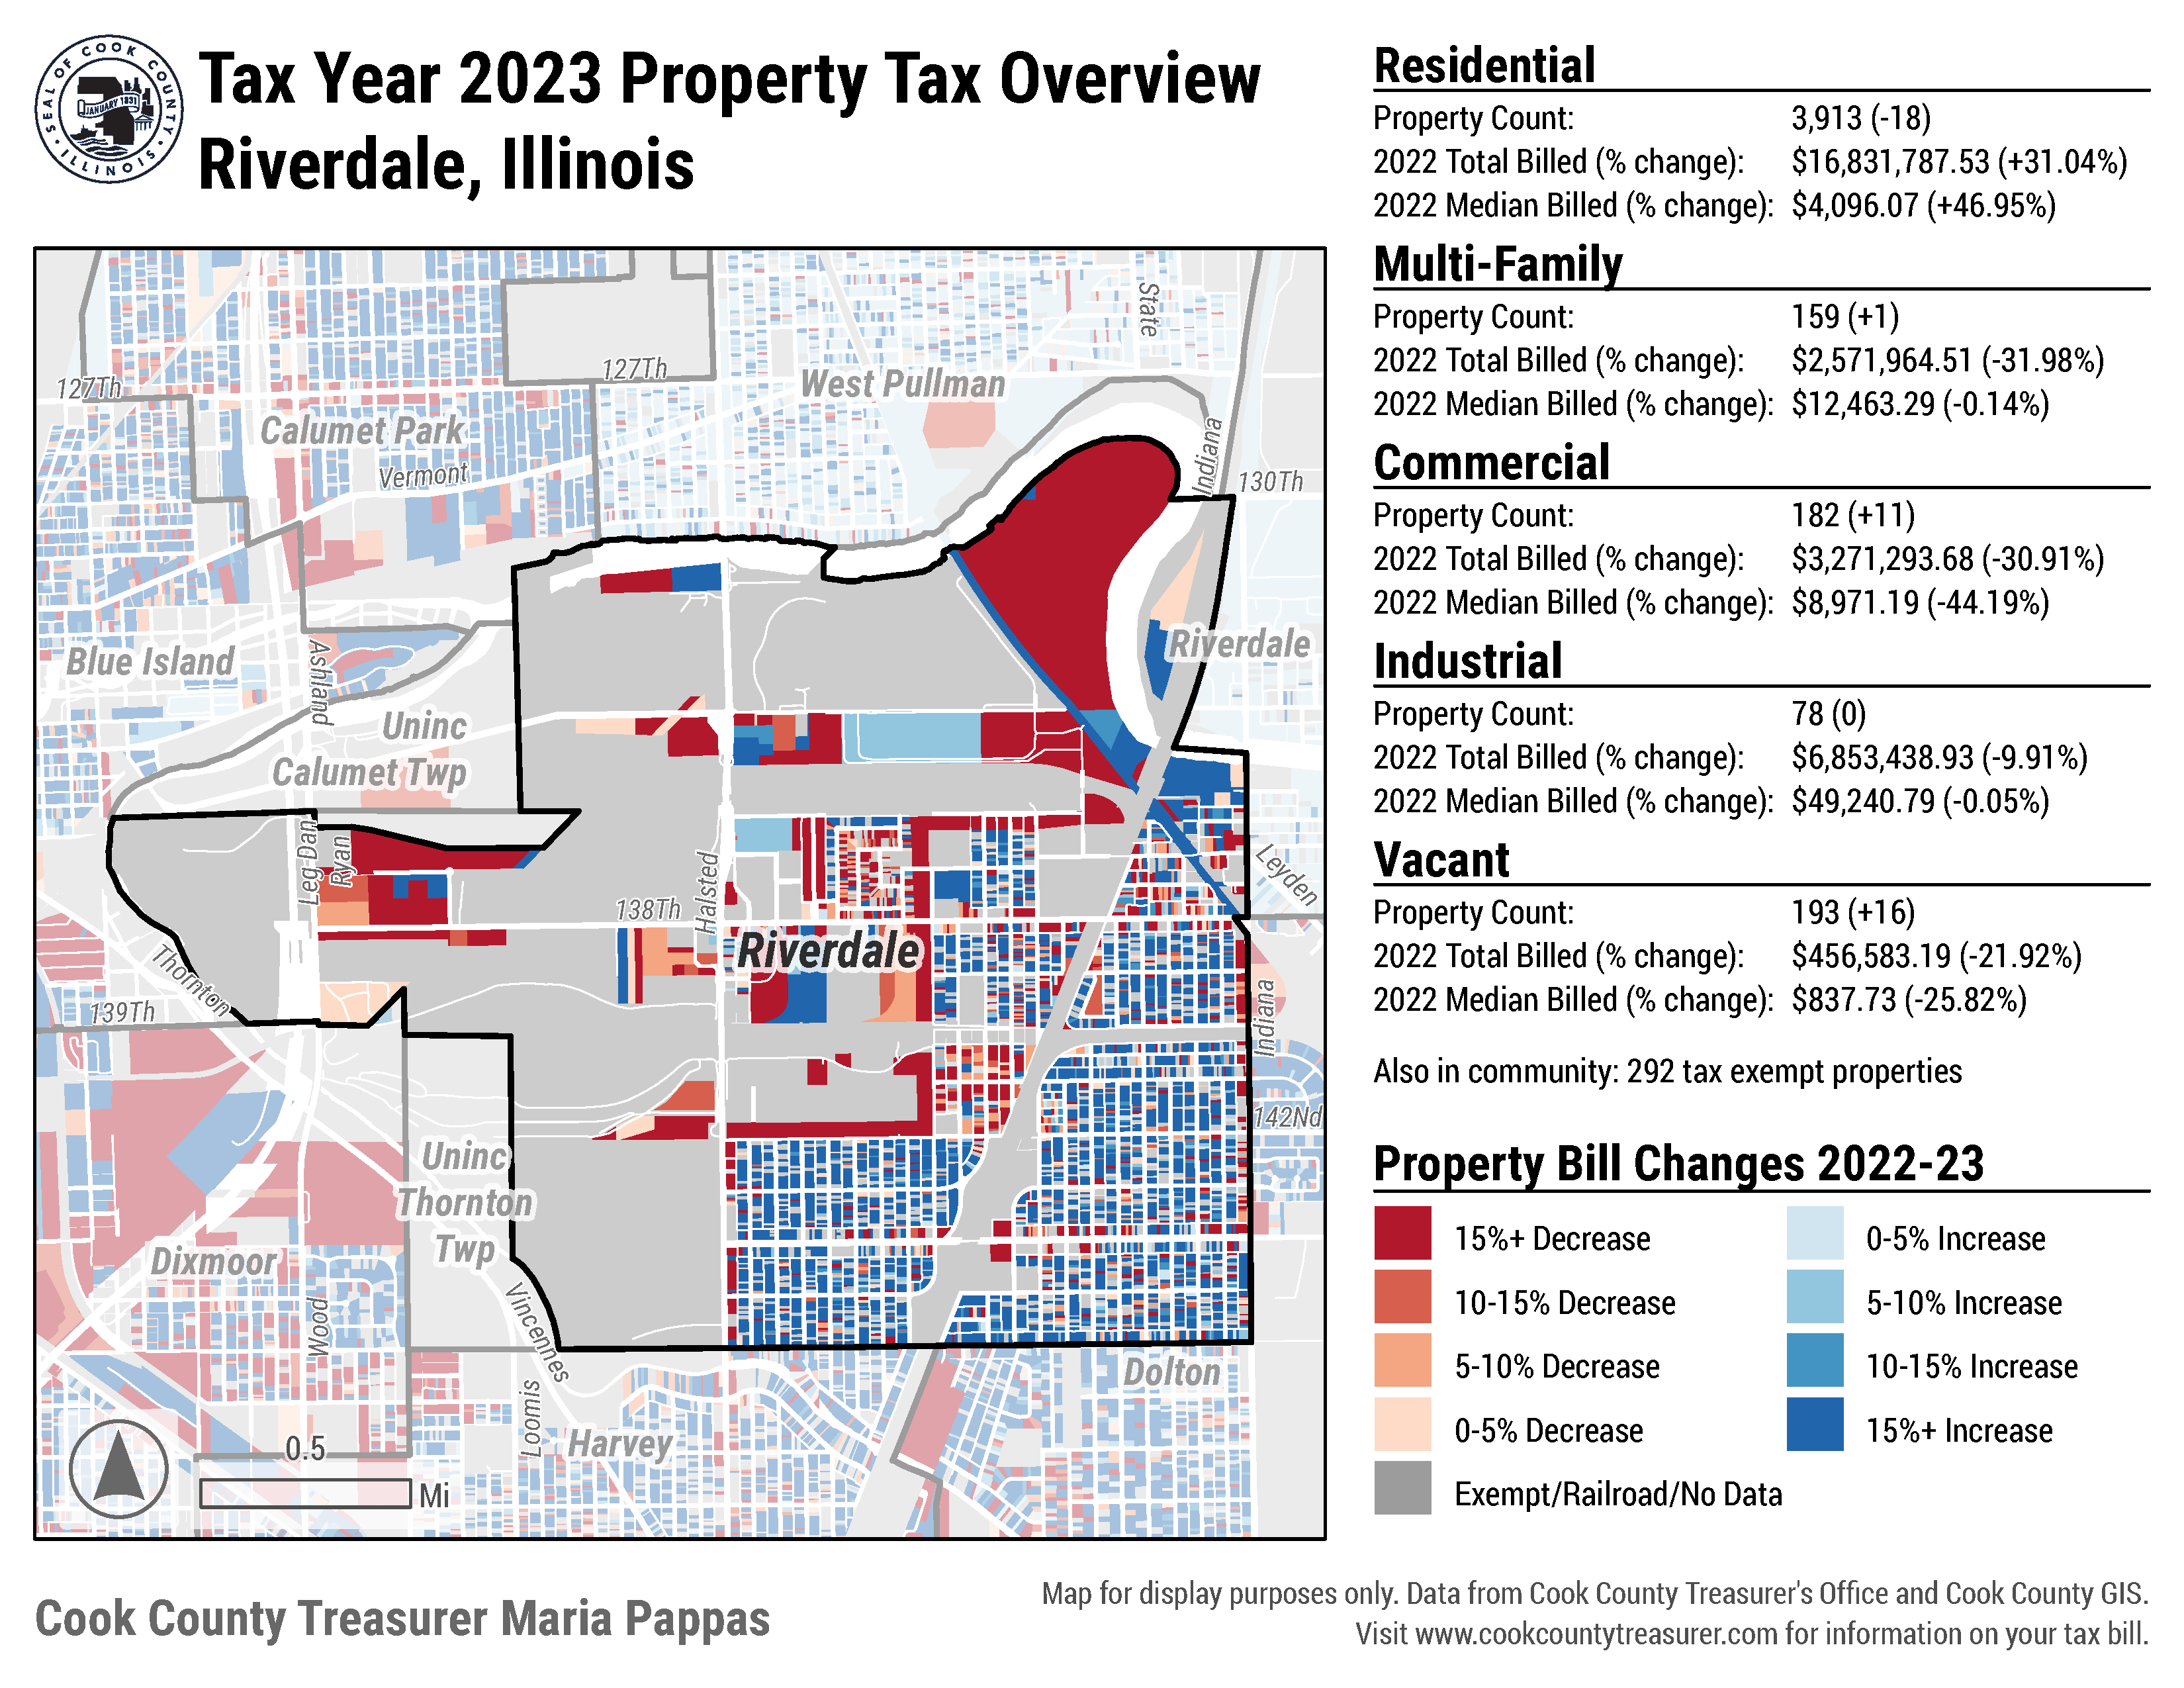 SEAL OF COOK COUNTY
ILLINOIS
JANUARY 1831
Tax Year 2023 Property Tax Overview
Riverdale, Illinois
Residential
Property Count: 3,913 (-18)
2022 Total Billed (% change): $16,831,787.53 (+31.04%)
2022 Median Billed (% change): $4,096.07 (+46.95%)
Multi-Family
Property Count: 159 (+1)
2022 Total Billed (% change): $2,571,964.51 (-31.98%)
2022 Median Billed (% change): $12,463.29 (-0.14%)
Commercial
Property Count: 182 (+11)
2022 Total Billed (% change): $3,271,293.68 (-30.91%)
2022 Median Billed (% change): $8,971.19 (-44.19%)
Industrial
Property Count: 78 (0)
2022 Total Billed (% change): $6,853,438.93 (-9.91%)
2022 Median Billed (% change): $49,240.79 (-0.05%)
Vacant
Property Count: 193 (+16)
2022 Total Billed (% change): $456,583.19 (-21.92%)
2022 Median Billed (% change): $837.73 (-25.82%)
Also in community: 292 tax exempt properties
Property Bill Changes 2022-23
15%+ Decrease
10-15% Decrease
5-10% Decrease
0-5% Decrease
Exempt/Railroad/No Data
0-5% Increase
5-10% Increase
10-15% Increase
15%+ Increase
State
127Th
127Th
West Pullman
Calumet Park
Vermont
Indiana
130Th
Blue Island
Ashland
Riverdale
Uninc
Calumet Twp
Leg-Dan
Ryan
Halsted
Leyden
138Th
Riverdale
Thornton
139Th
Indiana
142Nd
Uninc
Thornton
Twp
Dixmoor
Wood
Vincennes
Loomis
Dolton
Harvey
0.5
Mi
Cook County Treasurer Maria Pappas
Map for display purposes only. Data from Cook County Treasurer's Office and Cook County GIS.
Visit www.cookcountytreasurer.com for information on your tax bill.